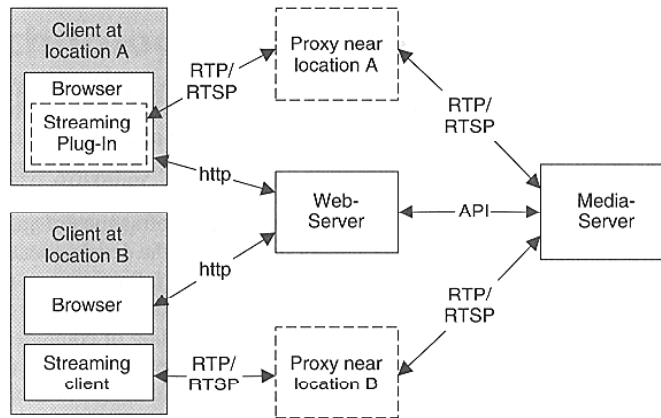 Client at
location A
Browser
Streaming
Plug-In
RTP/
RTSP
Proxy near
location A
RTP/
RTSP
http
Web-
Server
API
Media-
Server
Client at
location B
http
Browser
Streaming
client
RTP/
RTSP
Proxy near
location B
RTP/
RTSP